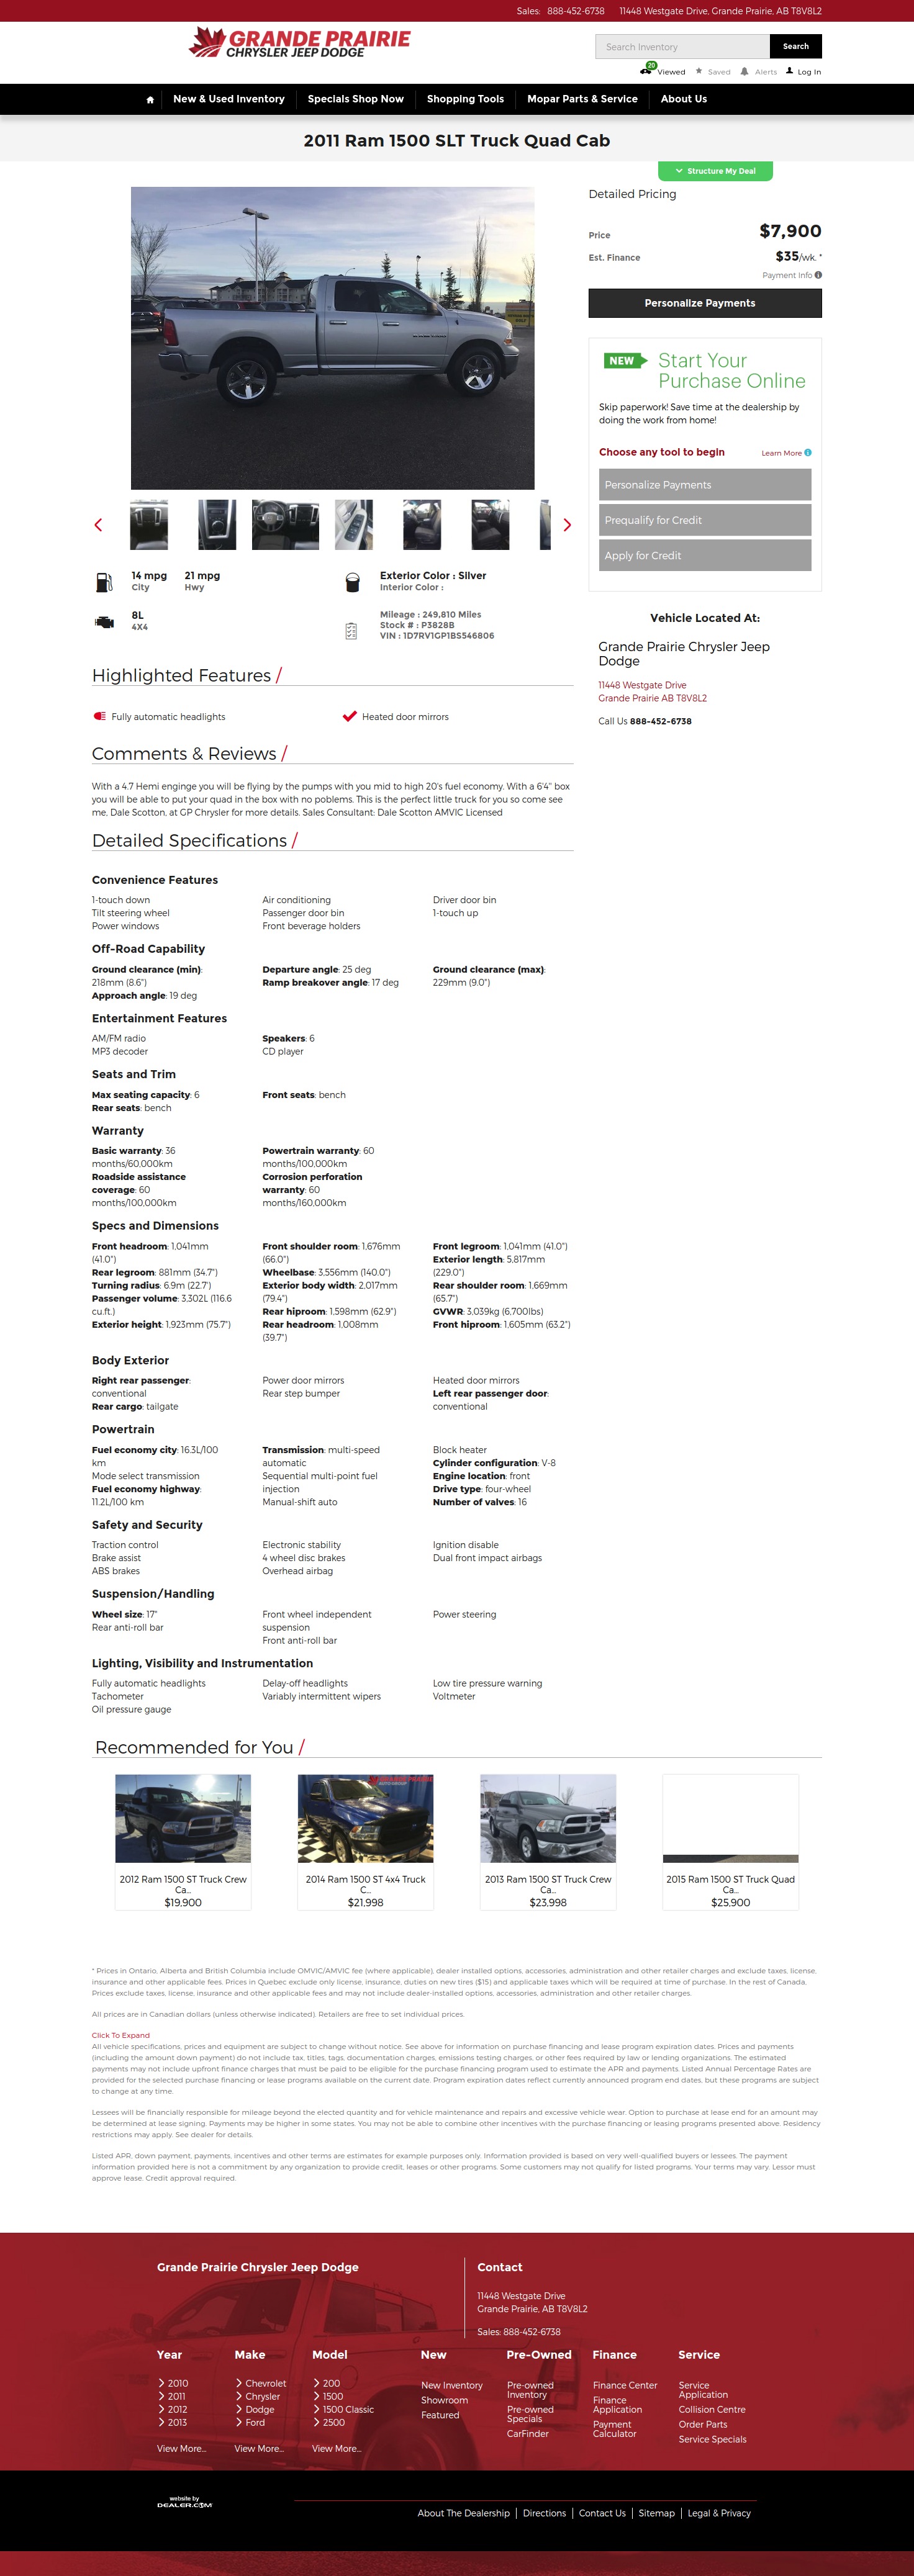 Sales: 888-452-6738 11448 Westgate Drive, Grande Prairie, AB T8V8L2
GRANDE PRAIRIE
CHRYSLER JEEP DODGE
Search Inventory
Search
20
Viewed
Saved
Alerts
Log In
New & Used Inventory
Specials Shop Now
Shopping Tools
Mopar Parts & Service
About Us
2011 Ram 1500 SLT Truck Quad Cab
Structure My Deal
Detailed Pricing
Price $7,900
Est. Finance $35/wk. *
Payment Info
Personalize Payments
NEW Start Your
Purchase Online
Skip paperwork! Save time at the dealership by
doing the work from home!
Choose any tool to begin Learn More
Personalize Payments
Prequalify for Credit
Apply for Credit
14 mpg 21 mpg
City Hwy
8L
4X4
Exterior Color : Silver
Interior Color :
Mileage : 249,810 Miles
Stock # : P3828B
VIN : 1D7RV1GP1BS546806
Vehicle Located At:
Grande Prairie Chrysler Jeep
Dodge
11448 Westgate Drive
Grande Prairie AB T8V8L2
Call Us 888-452-6738
Highlighted Features /
Fully automatic headlights
Heated door mirrors
Comments & Reviews /
With a 4.7 Hemi enginge you will be flying by the pumps with you mid to high 20's fuel economy. With a 6'4" box
you will be able to put your quad in the box with no poblems. This is the perfect little truck for you so come see
me, Dale Scotton, at GP Chrysler for more details. Sales Consultant: Dale Scotton AMVIC Licensed
Detailed Specifications /
Convenience Features
1-touch down Air conditioning Driver door bin
Tilt steering wheel Passenger door bin 1-touch up
Power windows Front beverage holders
Off-Road Capability
Ground clearance (min): Departure angle: 25 deg Ground clearance (max):
218mm (8.6") Ramp breakover angle: 17 deg 229mm (9.0")
Approach angle: 19 deg
Entertainment Features
AM/FM radio Speakers: 6
MP3 decoder CD player
Seats and Trim
Max seating capacity: 6 Front seats: bench
Rear seats: bench
Warranty
Basic warranty: 36 Powertrain warranty: 60
months/60,000km months/100,000km
Roadside assistance Corrosion perforation
coverage: 60 warranty: 60
months/100,000km months/160,000km
Specs and Dimensions
Front headroom: 1,041mm Front shoulder room: 1,676mm Front legroom: 1,041mm (41.0")
(41.0") (66.0") Exterior length: 5,817mm
Rear legroom: 881mm (34.7") Wheelbase: 3,556mm (140.0") (229.0")
Turning radius: 6.9m (22.7') Exterior body width: 2,017mm Rear shoulder room: 1,669mm
Passenger volume: 3,302L (116.6 (79.4") (65.7")
cu.ft.) Rear hiproom: 1,598mm (62.9") GVWR: 3,039kg (6,700lbs)
Exterior height: 1,923mm (75.7") Rear headroom: 1,008mm Front hiproom: 1,605mm (63.2")
(39.7")
Body Exterior
Right rear passenger: Power door mirrors Heated door mirrors
conventional Rear step bumper Left rear passenger door:
Rear cargo: tailgate conventional
Powertrain
Fuel economy city: 16.3L/100 Transmission: multi-speed Block heater
km automatic Cylinder configuration: V-8
Mode select transmission Sequential multi-point fuel Engine location: front
Fuel economy highway: injection Drive type: four-wheel
11.2L/100 km Manual-shift auto Number of valves: 16
Safety and Security
Traction control Electronic stability Ignition disable
Brake assist 4 wheel disc brakes Dual front impact airbags
ABS brakes Overhead airbag
Suspension/Handling
Wheel size: 17" Front wheel independent Power steering
Rear anti-roll bar suspension
Front anti-roll bar
Lighting, Visibility and Instrumentation
Fully automatic headlights Delay-off headlights Low tire pressure warning
Tachometer Variably intermittent wipers Voltmeter
Oil pressure gauge
Recommended for You /
2012 Ram 1500 ST Truck Crew 2014 Ram 1500 ST 4x4 Truck 2013 Ram 1500 ST Truck Crew 2015 Ram 1500 ST Truck Quad
Ca... C... Ca... Ca...
$19,900 $21,998 $23,998 $25,900
* Prices in Ontario, Alberta and British Columbia include OMVIC/AMVIC fee (where applicable), dealer installed options, accessories, administration and other retailer charges and exclude taxes, license,
insurance and other applicable fees. Prices in Quebec exclude only license, insurance, duties on new tires ($15) and applicable taxes which will be required at time of purchase. In the rest of Canada,
Prices exclude taxes, license, insurance and other applicable fees and may not include dealer-installed options, accessories, administration and other retailer charges.
All prices are in Canadian dollars (unless otherwise indicated). Retailers are free to set individual prices.
Click To Expand
All vehicle specifications, prices and equipment are subject to change without notice. See above for information on purchase financing and lease program expiration dates. Prices and payments
(including the amount down payment) do not include tax, titles, tags, documentation charges, emissions testing charges, or other fees required by law or lending organizations. The estimated
payments may not include upfront finance charges that must be paid to be eligible for the purchase financing program used to estimate the APR and payments. Listed Annual Percentage Rates are
provided for the selected purchase financing or lease programs available on the current date. Program expiration dates reflect currently announced program end dates, but these programs are subject
to change at any time.
Lessees will be financially responsible for mileage beyond the elected quantity and for vehicle maintenance and repairs and excessive vehicle wear. Option to purchase at lease end for an amount may
be determined at lease signing. Payments may be higher in some states. You may not be able to combine other incentives with the purchase financing or leasing programs presented above. Residency
restrictions may apply. See dealer for details.
Listed APR, down payment, payments, incentives and other terms are estimates for example purposes only. Information provided is based on very well-qualified buyers or lessees. The payment
information provided here is not a commitment by any organization to provide credit, leases or other programs. Some customers may not qualify for listed programs. Your terms may vary. Lessor must
approve lease. Credit approval required.
Grande Prairie Chrysler Jeep Dodge
Contact
11448 Westgate Drive
Grande Prairie, AB T8V8L2
Sales: 888-452-6738
Year
2010
2011
2012
2013
View More...
Make
Chevrolet
Chrysler
Dodge
Ford
View More...
Model
200
1500
1500 Classic
2500
View More...
New
New Inventory
Showroom
Featured
Pre-Owned
Pre-owned
Inventory
Pre-owned
Specials
CarFinder
Finance
Finance Center
Finance
Application
Payment
Calculator
Service
Service
Application
Collision Centre
Order Parts
Service Specials
website by
DEALER.COM
About The Dealership | Directions | Contact Us | Sitemap | Legal & Privacy